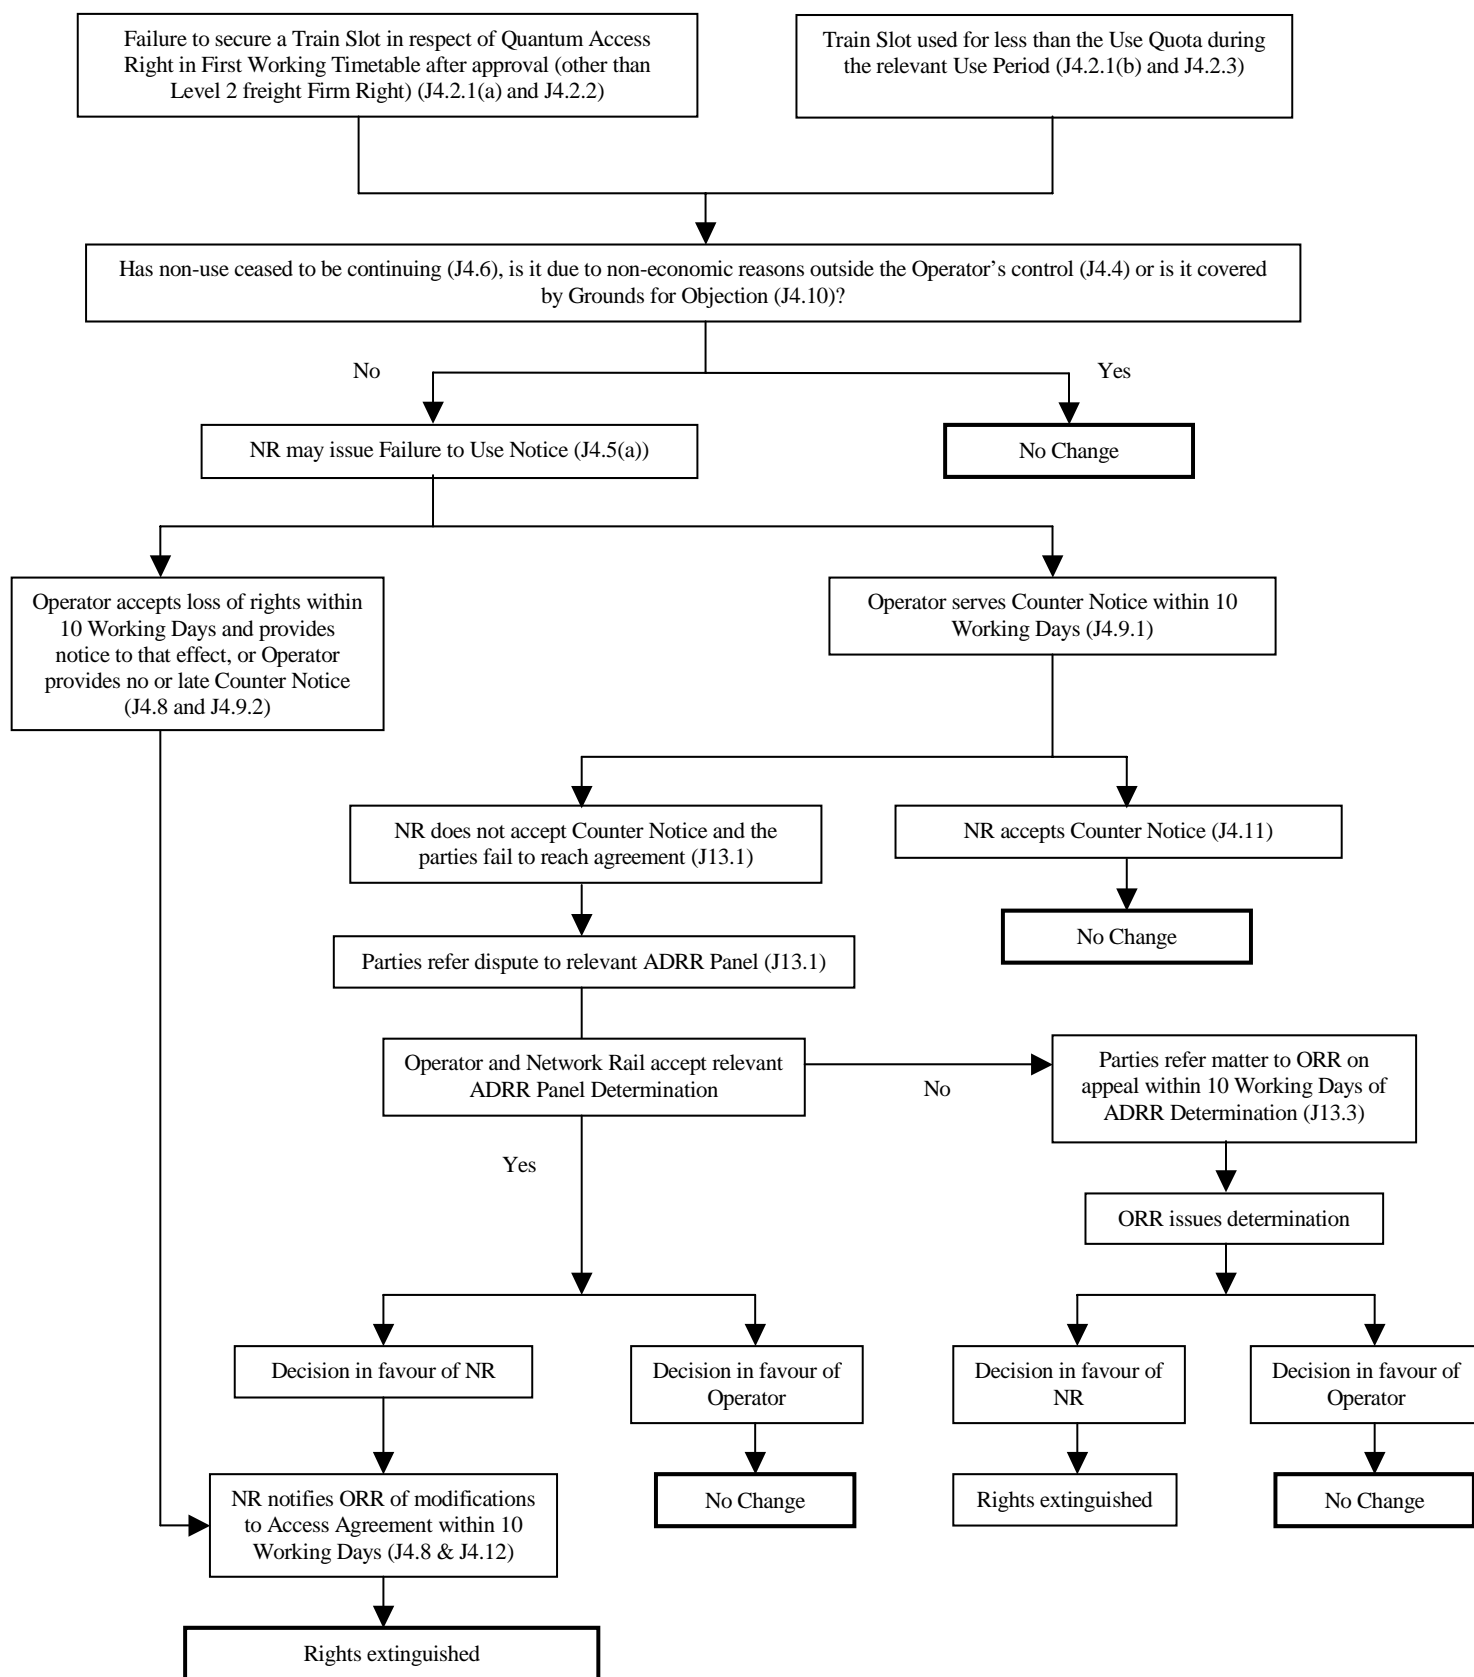 Failure to secure a Train Slot in respect of Quantum Access
Right in First Working Timetable after approval (other than
Level 2 freight Firm Right) (J4.2.1(a) and J4.2.2)
Train Slot used for less than the Use Quota during
the relevant Use Period (J4.2.1(b) and J4.2.3)
Has non-use ceased to be continuing (J4.6), is it due to non-economic reasons outside the Operator’s control (J4.4) or is it covered
by Grounds for Objection (J4.10)?
No
Yes
NR may issue Failure to Use Notice (J4.5(a))
No Change
Operator accepts loss of rights within
10 Working Days and provides
notice to that effect, or Operator
provides no or late Counter Notice
(J4.8 and J4.9.2)
Operator serves Counter Notice within 10
Working Days (J4.9.1)
NR does not accept Counter Notice and the
parties fail to reach agreement (J13.1)
NR accepts Counter Notice (J4.11)
No Change
Parties refer dispute to relevant ADRR Panel (J13.1)
Operator and Network Rail accept relevant
ADRR Panel Determination
No
Parties refer matter to ORR on
appeal within 10 Working Days of
ADRR Determination (J13.3)
Yes
ORR issues determination
Decision in favour of NR
Decision in favour of
Operator
Decision in favour of
NR
Decision in favour of
Operator
NR notifies ORR of modifications
to Access Agreement within 10
Working Days (J4.8 & J4.12)
No Change
Rights extinguished
No Change
Rights extinguished